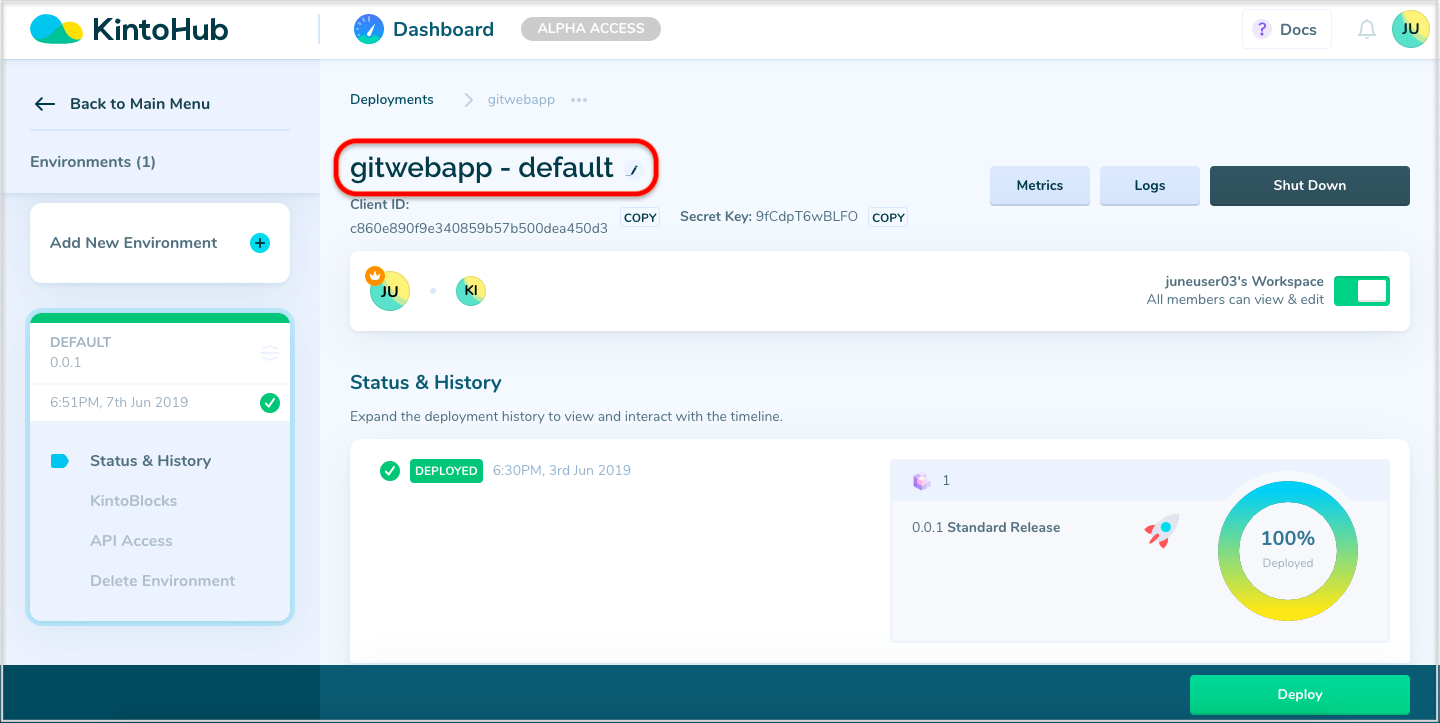 KintoHub
Dashboard
ALPHA ACCESS
? Docs
JU
Back to Main Menu
Environments (1)
Add New Environment
DEFAULT
0.0.1
6:51PM, 7th Jun 2019
Status & History
KintoBlocks
API Access
Delete Environment
Deployments
gitwebapp
gitwebapp - default
Client ID:
c860e890f9e340859b57b500dea450d3
COPY
Secret Key: 9fCdpT6wBLFO
COPY
Metrics
Logs
Shut Down
JU
KI
juneuser03's Workspace
All members can view & edit
Status & History
Expand the deployment history to view and interact with the timeline.
DEPLOYED 6:30PM, 3rd Jun 2019
1
0.0.1 Standard Release
100%
Deployed
Deploy